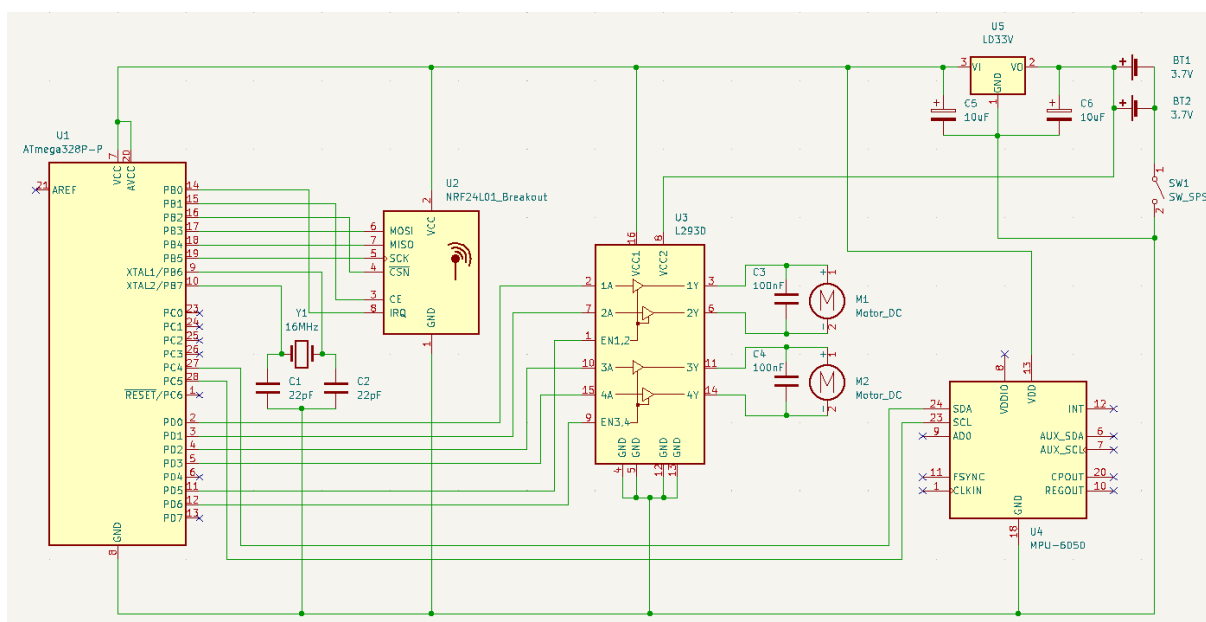 U5
LD33V
3
VI
VO
2
GND
1
+
C5
10uF
+
C6
10uF
+
BT1
3.7V
+
BT2
3.7V
1
SW1
2
U1
ATmega328P-P
7
20
VCC
AVCC
21
AREF
PB0
14
PB1
15
PB2
16
PB3
17
PB4
18
PB5
19
XTAL1/PB6
9
XTAL2/PB7
10
PC0
23
PC1
24
PC2
25
PC3
26
PC4
27
PC5
28
RESET/PC6
1
PD0
2
PD1
3
PD2
4
PD3
5
PD4
6
PD5
11
PD6
12
PD7
13
GND
8
Y1
16MHz
C1
22pF
C2
22pF
U2
NRF24L01_Breakout
2
VCC
6
MOSI
7
MISO
5
SCK
4
CSN
3
CE
8
IRQ
GND
1
U3
L293D
16
8
VCC1
VCC2
2
1A
1Y
3
7
2A
2Y
6
1
EN1,2
10
3A
3Y
11
15
4A
4Y
14
9
EN3,4
GND
GND
GND
GND
4
5
12
13
C3
100nF
+
1
M
2
-
M1
Motor_DC
C4
100nF
+
1
M
2
-
M2
Motor_DC
8
13
VDDIO
VDD
24
SDA
23
SCL
9
AD0
11
FSYNC
1
CLKIN
INT
12
AUX_SDA
6
AUX_SCL
7
CPOUT
20
REGOUT
10
GND
18
U4
MPU-6050